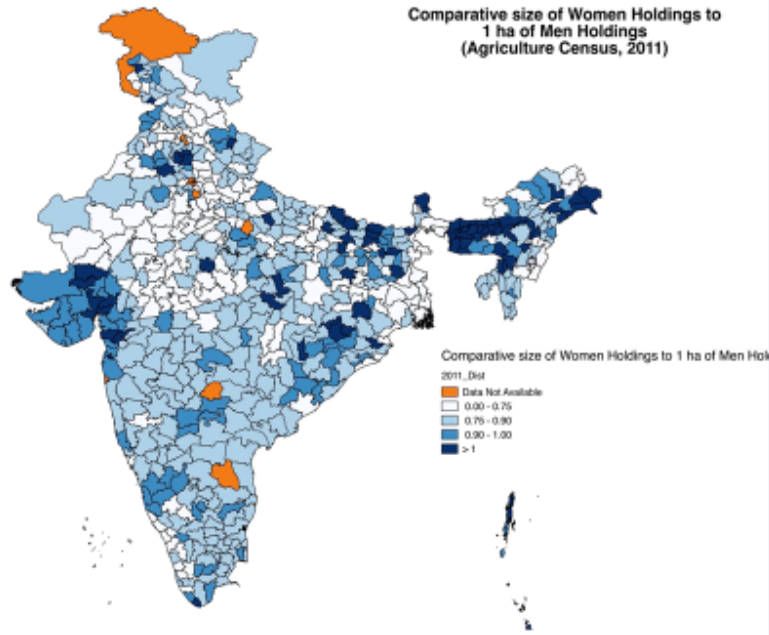 Comparative size of Women Holdings to
1 ha of Men Holdings
(Agriculture Census, 2011)
Comparative size of Women Holdings to 1 ha of Men Hol
2011_Dist
Data Not Available
0.00 - 0.75
0.75 - 0.90
0.90 - 1.00
> 1